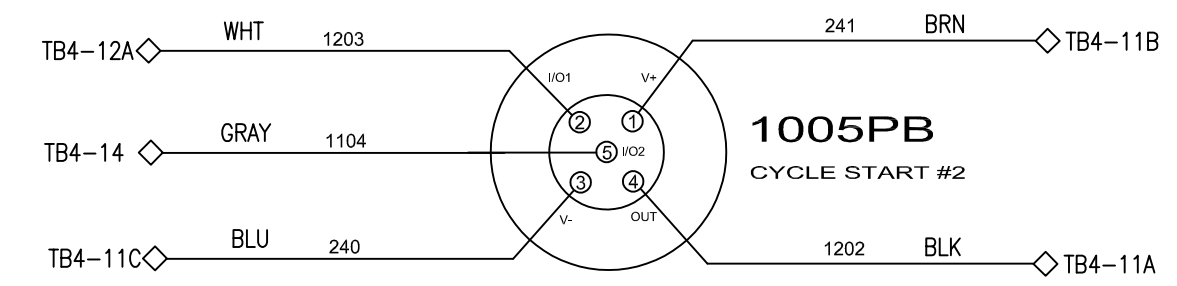 WHT 1203
TB4-12A
241 BRN
TB4-11B
I/O1
V+
2
1
1005PB
GRAY 1104
TB4-14
5
I/O2
CYCLE START #2
3
4
V-
OUT
BLU 240
TB4-11C
1202 BLK
TB4-11A